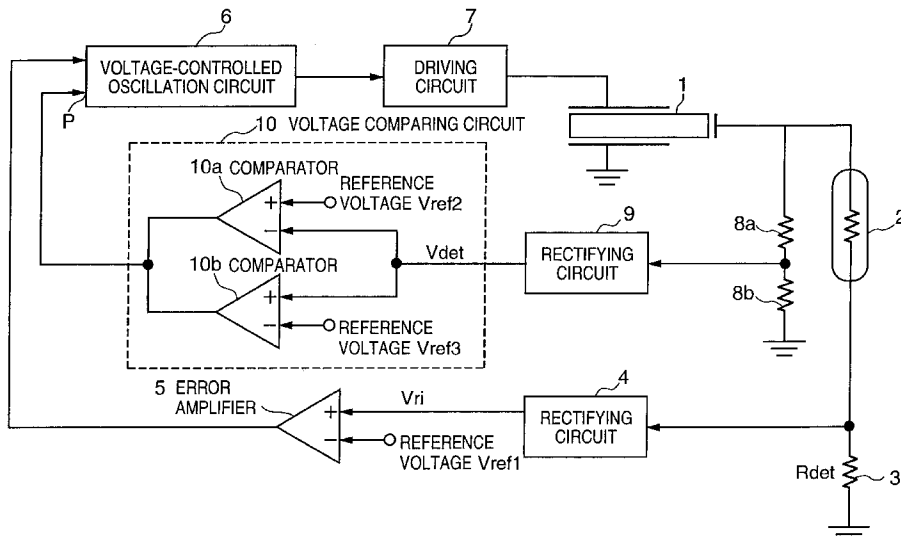 6
7
VOLTAGE-CONTROLLED
OSCILLATION CIRCUIT
DRIVING
CIRCUIT
1
P
10 VOLTAGE COMPARING CIRCUIT
10a COMPARATOR
+
REFERENCE
VOLTAGE Vref2
−
2
8a
9
10b COMPARATOR
Vdet
RECTIFYING
CIRCUIT
+
8b
−
REFERENCE
VOLTAGE Vref3
5 ERROR
AMPLIFIER
4
Vri
+
RECTIFYING
CIRCUIT
−
REFERENCE
VOLTAGE Vref1
Rdet
3